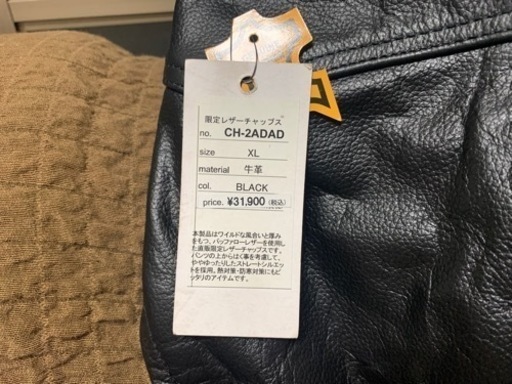 限定レザーチャップス
no. CH-2ADAD
size XL
material 牛革
col. BLACK
price. ¥31,900 (税込)
本製品はワイルドな風合いと厚み
をもつ、バッファローレザーを使用し
た直販限定レザーチャップスです。
パンツの上からはく事を考慮して、
ややゆったりしたストレートシルエッ
トを採用。熱対策・防寒対策にもピ
ッタリのアイテムです。